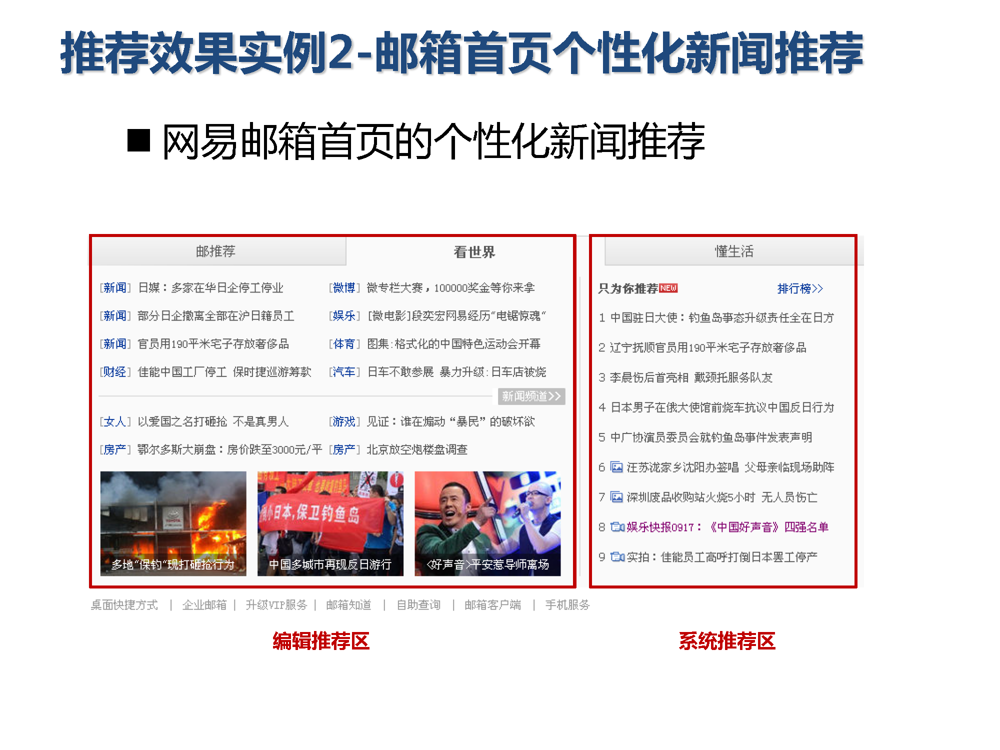 推荐效果实例2-邮箱首页个性化新闻推荐
■ 网易邮箱首页的个性化新闻推荐
邮推荐 看世界
[新闻] 日媒：多家在华日企停工停业 [微博] 微专栏大赛，100000奖金等你来拿
[新闻] 部分日企撤离全部在沪日籍员工 [娱乐] [微电影]段奕宏网易经历"电锯惊魂"
[新闻] 官员用190平米宅子存放奢侈品 [体育] 图集:格式化的中国特色运动会开幕
[财经] 佳能中国工厂停工 保时捷巡游筹款 [汽车] 日车不敢参展 暴力升级:日车店被烧
新闻频道>>
[女人] 以爱国之名打砸抢 不是真男人 [游戏] 见证：谁在煽动“暴民”的破坏欲
[房产] 鄂尔多斯大崩盘：房价跌至3000元/平 [房产] 北京放空炮楼盘调查
TOYOTA
小日本,保卫钓鱼岛
多地"保钓"现打砸抢行为
中国多城市再现反日游行
<好声音>平安惹导师离场
懂生活
只为你推荐NEW 排行榜>>
1 中国驻日大使：钓鱼岛事态升级责任全在日方
2 辽宁抚顺官员用190平米宅子存放奢侈品
3 李晨伤后首亮相 戴颈托服务队友
4 日本男子在俄大使馆前烧车抗议中国反日行为
5 中广协演员委员会就钓鱼岛事件发表声明
6 汪苏泷家乡沈阳办签唱 父母亲临现场助阵
7 深圳废品收购站火烧5小时 无人员伤亡
8 娱乐快报0917：《中国好声音》四强名单
9 实拍：佳能员工高呼打倒日本罢工停产
桌面快捷方式 | 企业邮箱 | 升级VIP服务 | 邮箱知道 | 自助查询 | 邮箱客户端 | 手机服务
编辑推荐区 系统推荐区